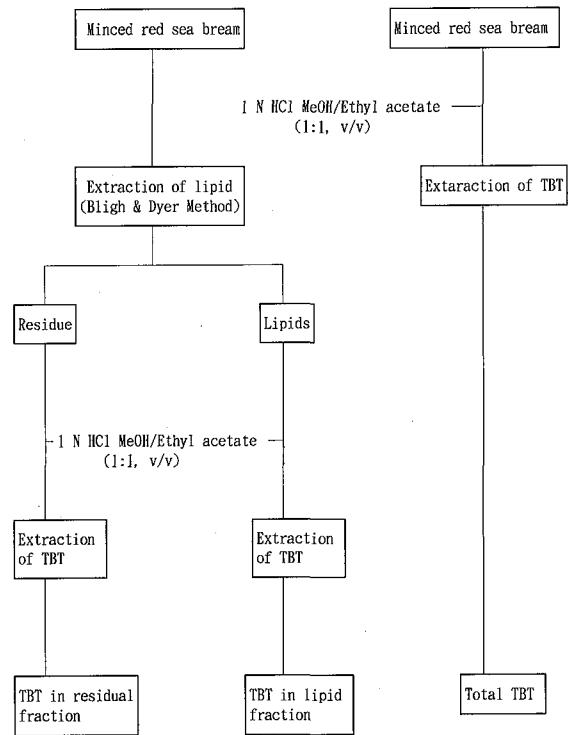 Minced red sea bream
Minced red sea bream
1 N HCl MeOH/Ethyl acetate
(1:1, v/v)
Extraction of lipid
(Bligh & Dyer Method)
Extaraction of TBT
Residue
Lipids
1 N HCl MeOH/Ethyl acetate
(1:1, v/v)
Extraction
of TBT
Extraction
of TBT
TBT in residual
fraction
TBT in lipid
fraction
Total TBT